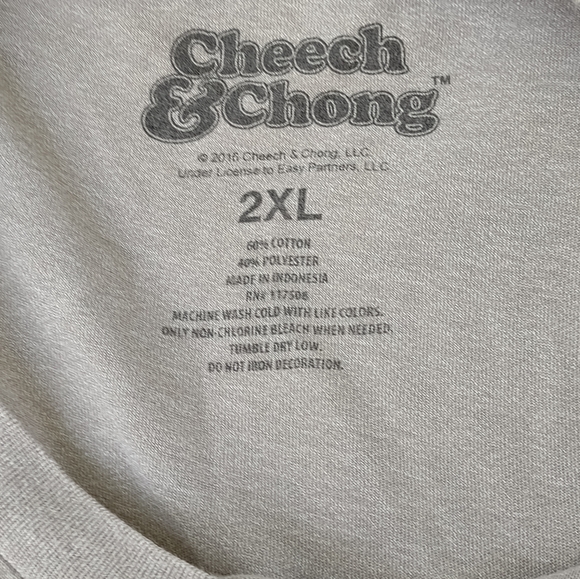 Cheech
& Chong™
© 2016 Cheech & Chong, LLC.
Under License to Easy Partners, LLC
2XL
60% COTTON
40% POLYESTER
MADE IN INDONESIA
RN# 117506
MACHINE WASH COLD WITH LIKE COLORS.
ONLY NON-CHLORINE BLEACH WHEN NEEDED.
TUMBLE DRY LOW.
DO NOT IRON DECORATION.